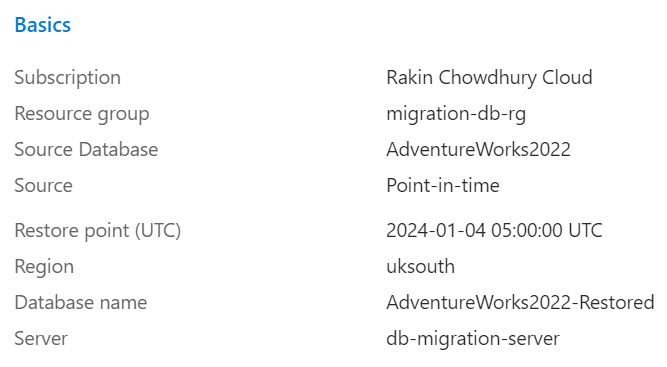 Basics
Subscription Rakin Chowdhury Cloud
Resource group migration-db-rg
Source Database AdventureWorks2022
Source Point-in-time
Restore point (UTC) 2024-01-04 05:00:00 UTC
Region uksouth
Database name AdventureWorks2022-Restored
Server db-migration-server